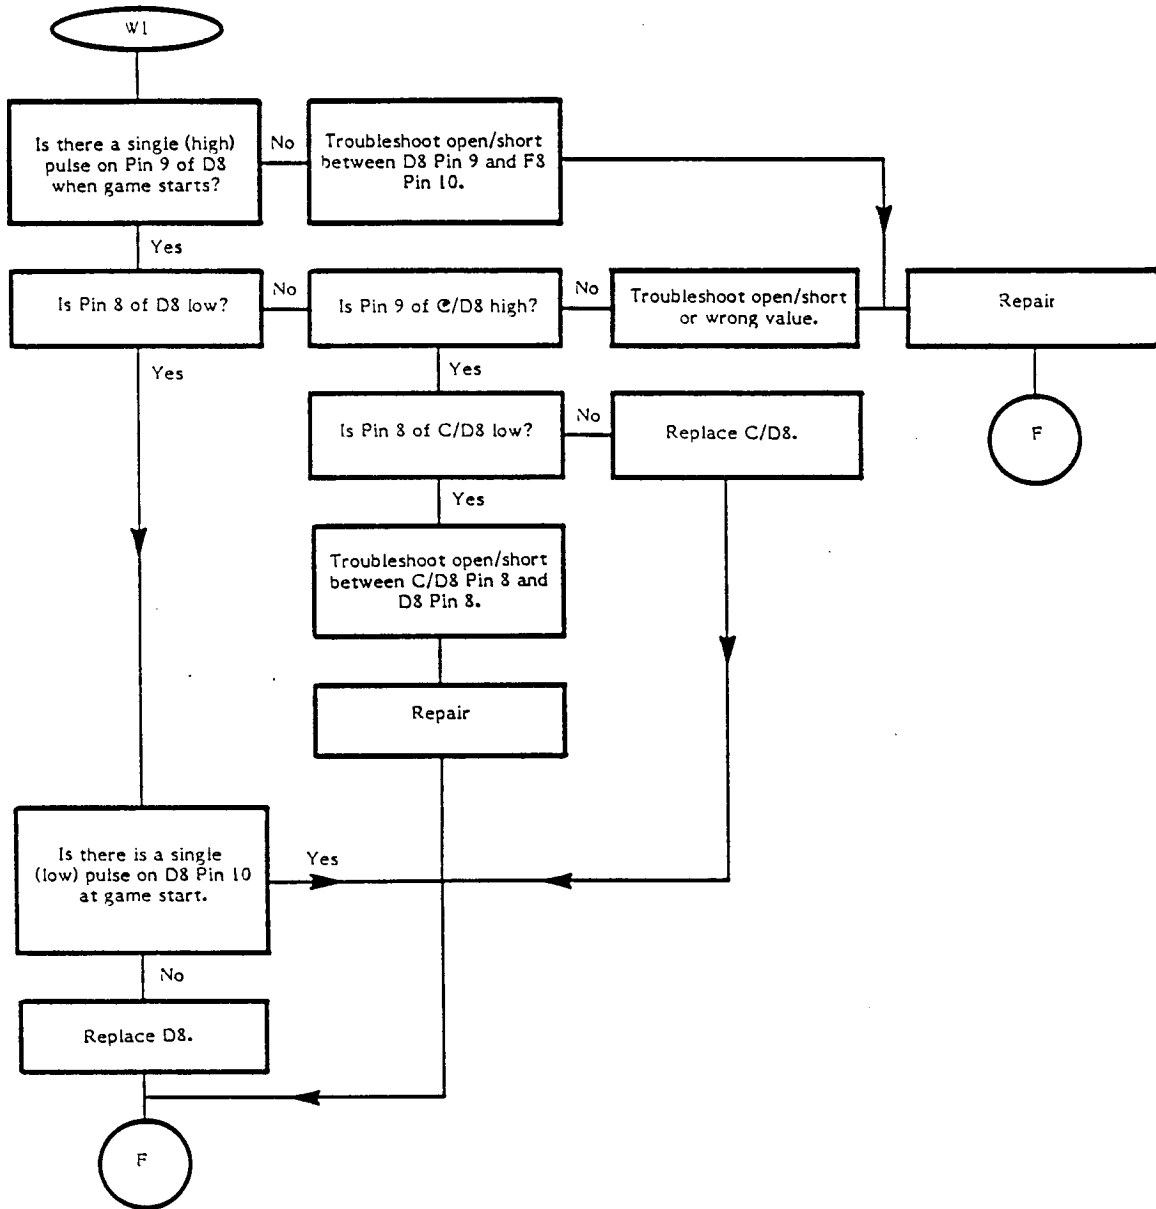 W1
Is there a single (high)
pulse on Pin 9 of D8
when game starts?
No
Troubleshoot open/short
between D8 Pin 9 and F8
Pin 10.
Yes
Is Pin 8 of D8 low?
No
Is Pin 9 of C/D8 high?
No
Troubleshoot open/short
or wrong value.
Repair
Yes
Yes
Is Pin 8 of C/D8 low?
No
Replace C/D8.
F
Yes
Troubleshoot open/short
between C/D8 Pin 8 and
D8 Pin 8.
Repair
Is there is a single
(low) pulse on D8 Pin 10
at game start.
Yes
No
Replace D8.
F